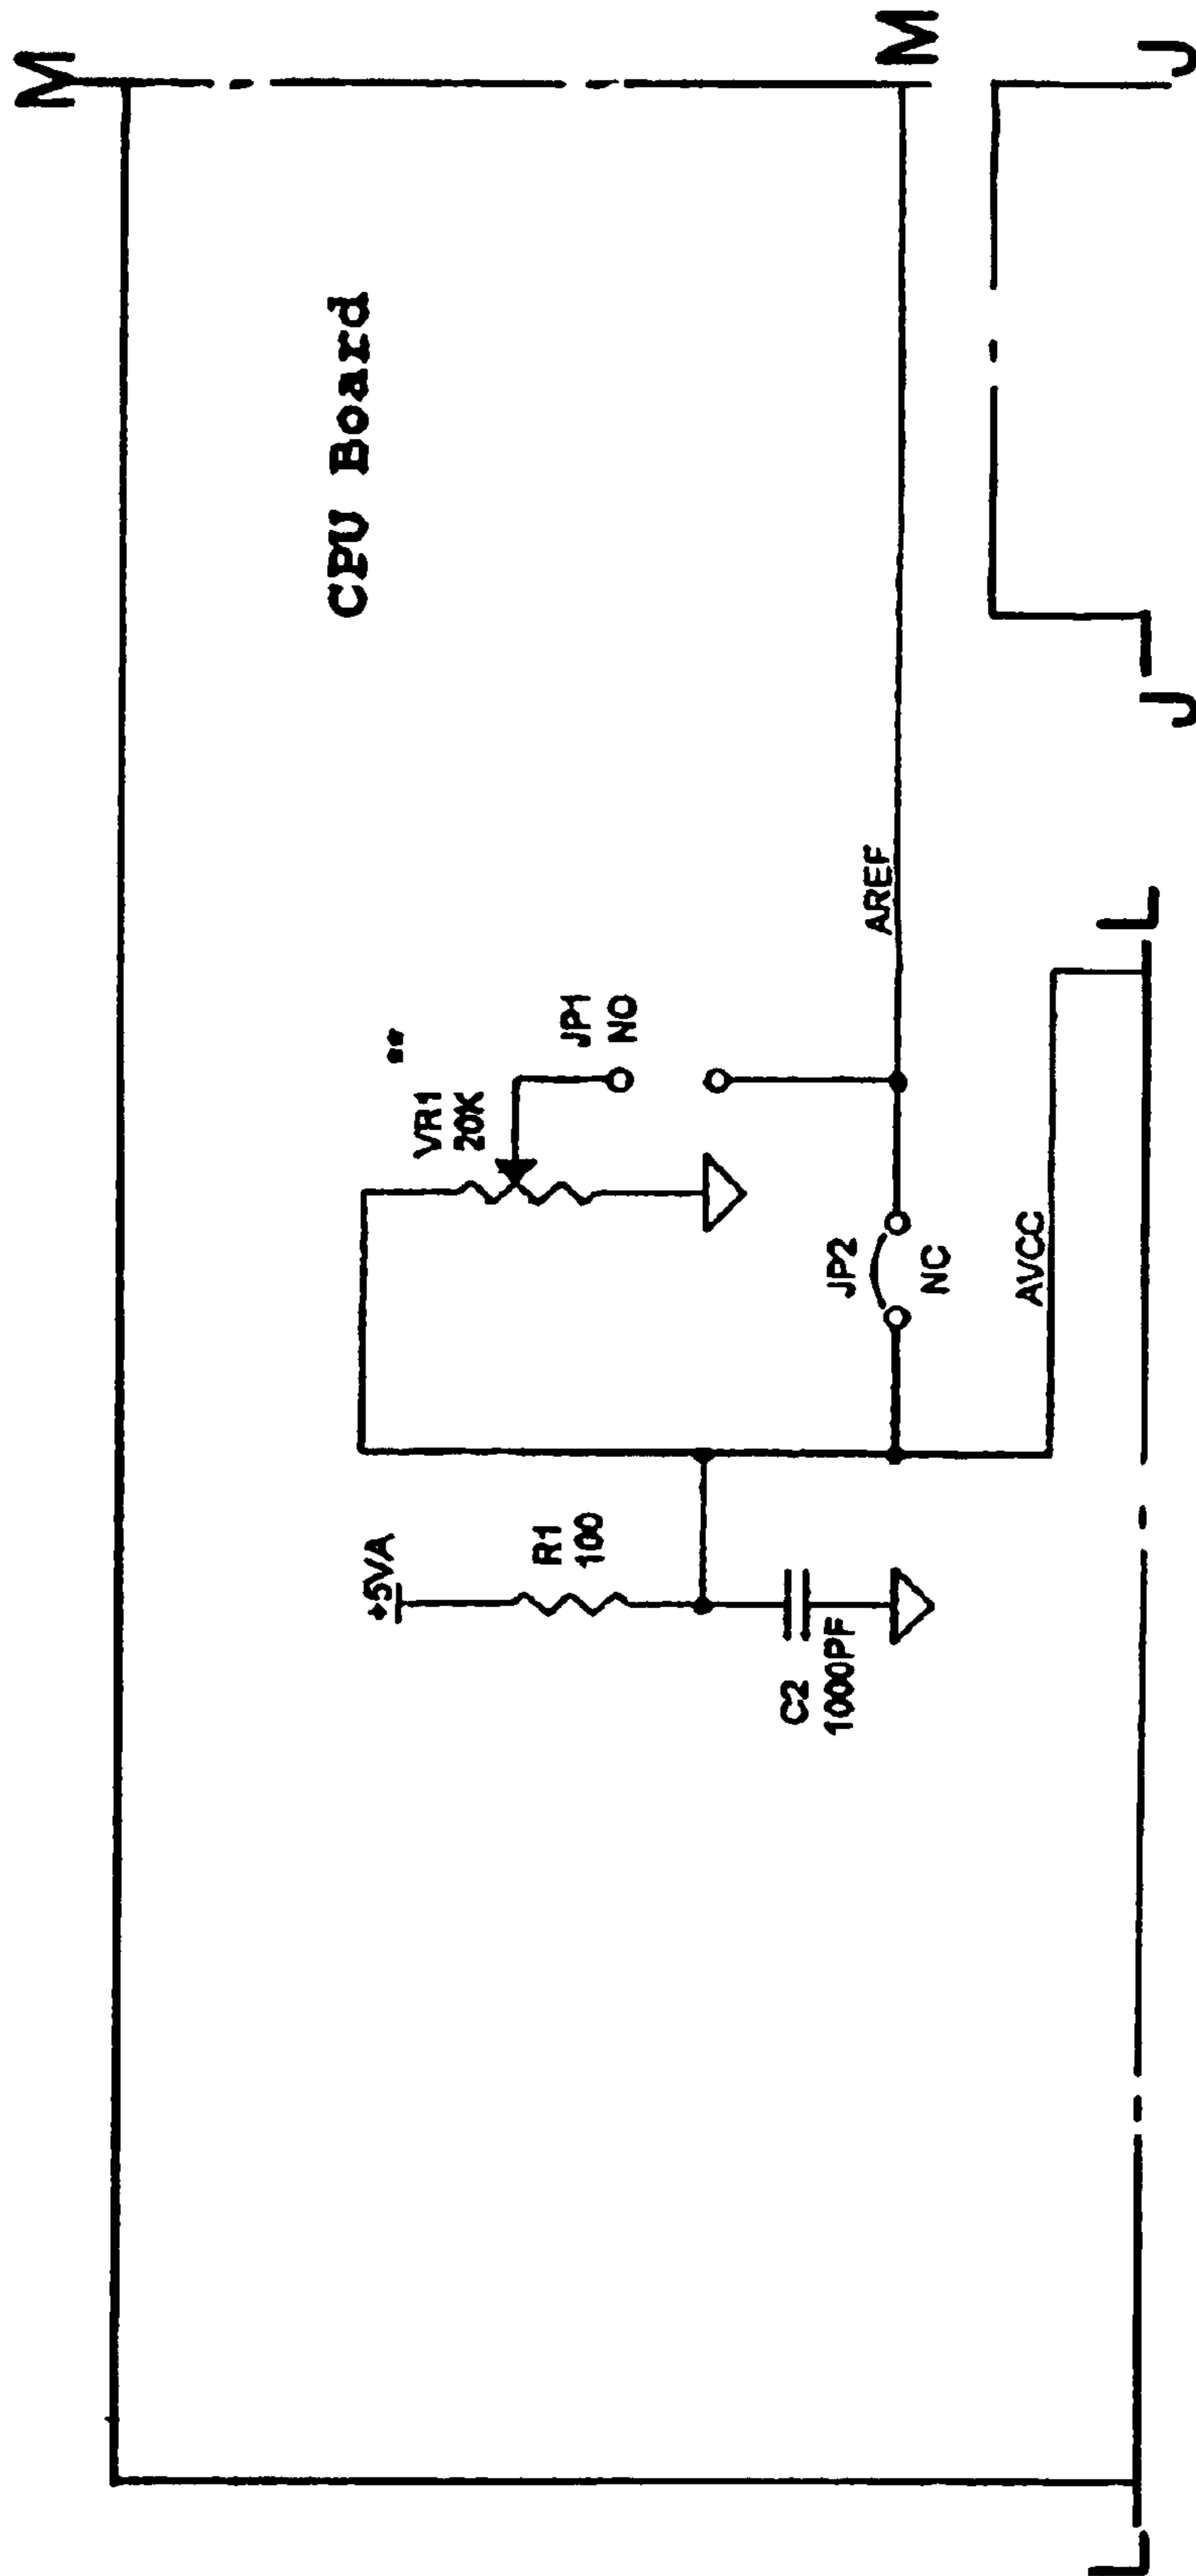 M
M
CPU Board
**
VR1
20K
JP1
NO
+5VA
R1
100
C2
1000PF
JP2
NC
AREF
AVCC
J
J
L
L